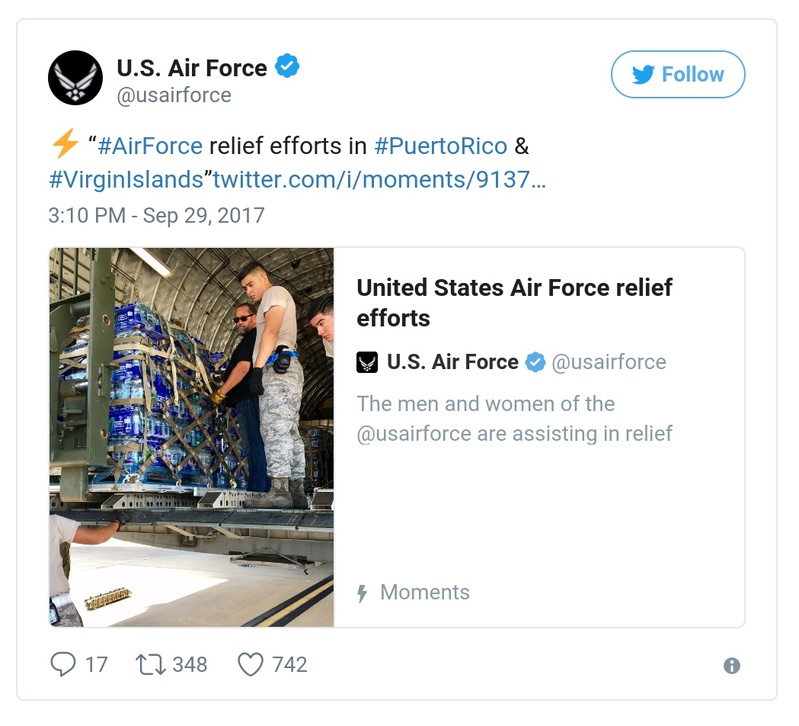 U.S. Air Force
@usairforce
Follow
⚡ “#AirForce relief efforts in #PuertoRico &
#VirginIslands”twitter.com/i/moments/9137…
3:10 PM - Sep 29, 2017
United States Air Force relief
efforts
U.S. Air Force @usairforce
The men and women of the
@usairforce are assisting in relief
Moments
17 348 742